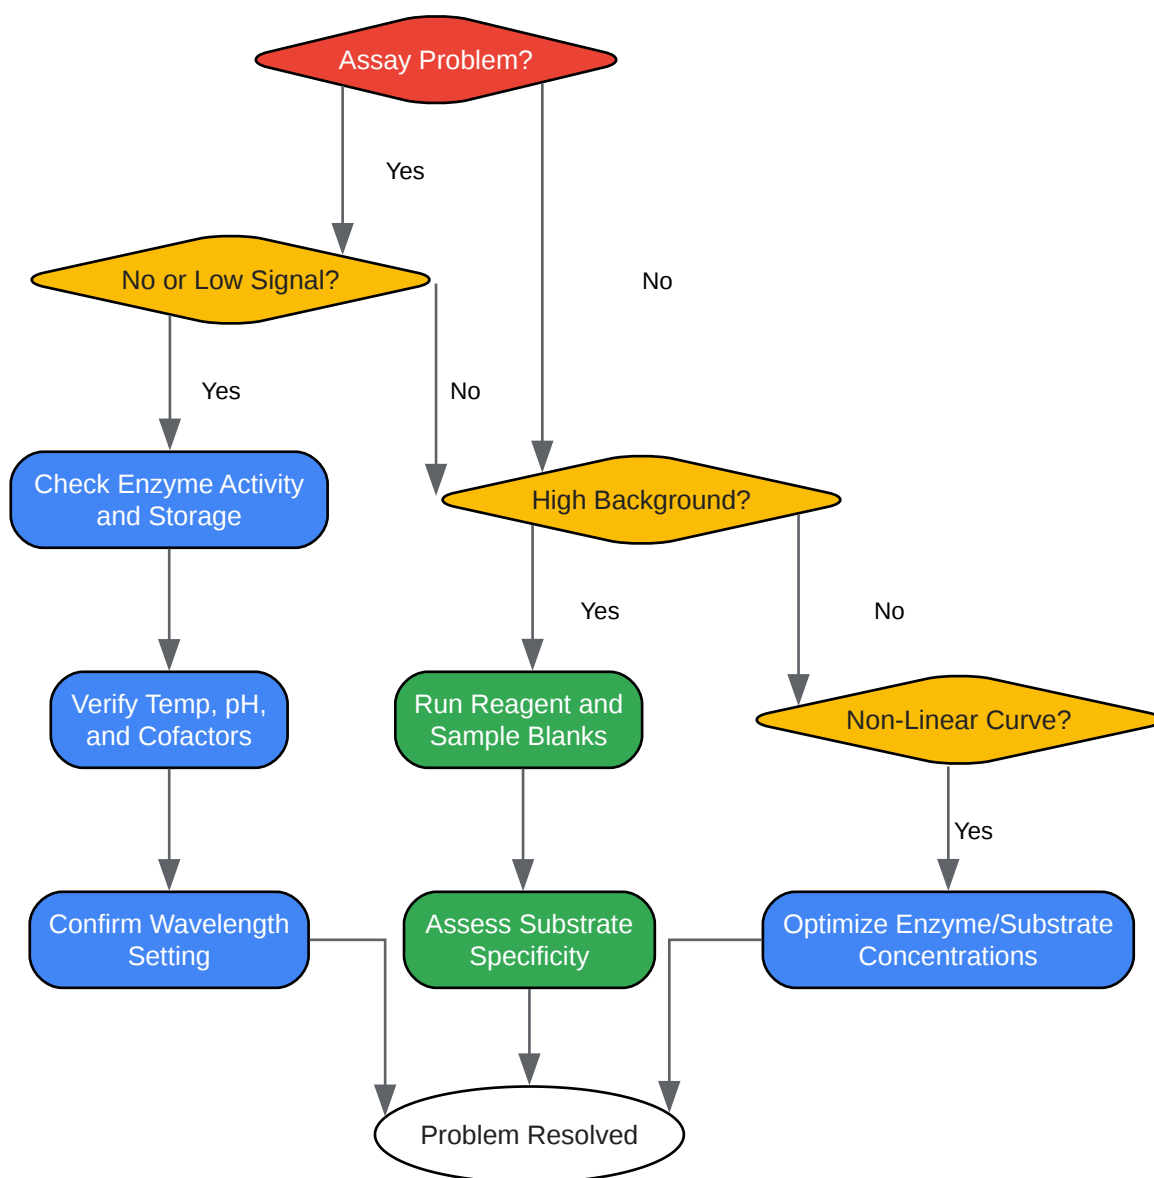 Assay Problem?
Yes
No or Low Signal?
No
Yes
No
Check Enzyme Activity
and Storage
High Background?
Yes
No
Verify Temp, pH,
and Cofactors
Run Reagent and
Sample Blanks
Non-Linear Curve?
Yes
Confirm Wavelength
Setting
Assess Substrate
Specificity
Optimize Enzyme/Substrate
Concentrations
Problem Resolved